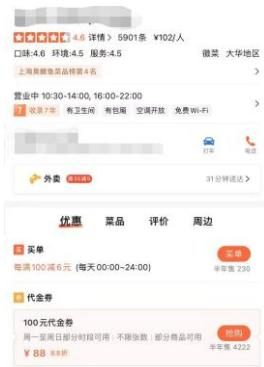 4.6 详情> 5901条 ¥102/人
口味:4.6 环境:4.5 服务:4.5 徽菜 大华地区
上海臭鳜鱼菜品榜第4名
营业中 10:30-14:00, 16:00-22:00
7 收录7年 有卫生间 有包厢 空调开放 免费Wi-Fi
打车 电话
外卖 31分钟送达>
优惠 菜品 评价 周边
买 买单 买单
每满100减6元 (每天00:00~24:00) 半年售 230
代金券
100元代金券 抢购
周一至周日部分时段可用 · 不限张数 · 部分商品可用 半年售 4222
¥ 88 8.8折